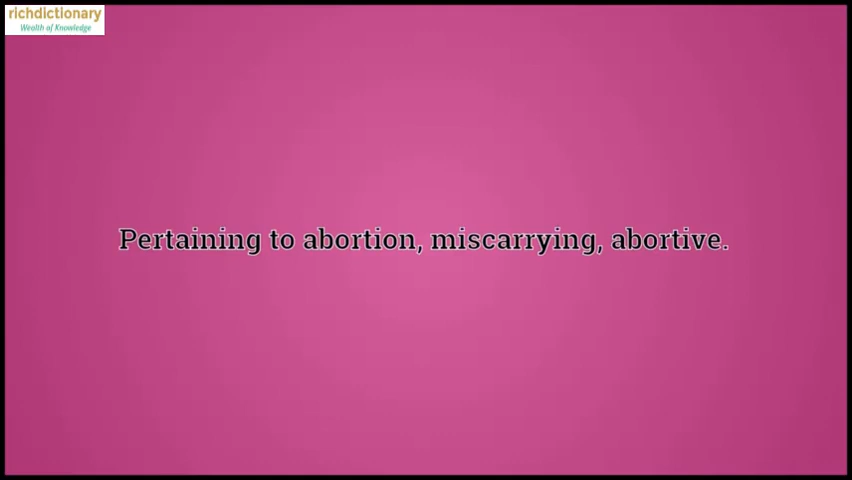 richdictionary
Wealth of Knowledge
Pertaining to abortion, miscarrying, abortive.